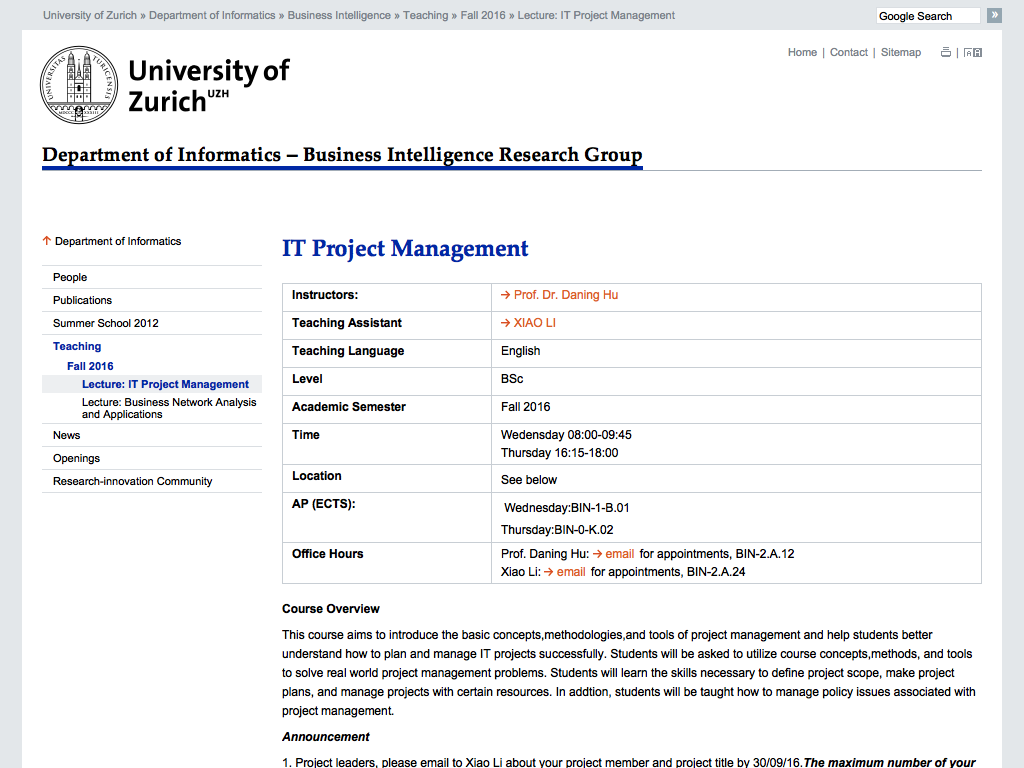 University of Zurich » Department of Informatics » Business Intelligence » Teaching » Fall 2016 » Lecture: IT Project Management
Google Search
»
Home | Contact | Sitemap
University of
Zurich UZH
Department of Informatics – Business Intelligence Research Group
Department of Informatics
People
Publications
Summer School 2012
Teaching
Fall 2016
Lecture: IT Project Management
Lecture: Business Network Analysis
and Applications
News
Openings
Research-innovation Community
IT Project Management
Instructors: Prof. Dr. Daning Hu
Teaching Assistant XIAO LI
Teaching Language English
Level BSc
Academic Semester Fall 2016
Time Wedensday 08:00-09:45
Thursday 16:15-18:00
Location See below
AP (ECTS): Wednesday:BIN-1-B.01
Thursday:BIN-0-K.02
Office Hours Prof. Daning Hu: email for appointments, BIN-2.A.12
Xiao Li: email for appointments, BIN-2.A.24
Course Overview
This course aims to introduce the basic concepts,methodologies,and tools of project management and help students better
understand how to plan and manage IT projects successfully. Students will be asked to utilize course concepts,methods, and tools
to solve real world project management problems. Students will learn the skills necessary to define project scope, make project
plans, and manage projects with certain resources. In addtion, students will be taught how to manage policy issues associated with
project management.
Announcement
1. Project leaders, please email to Xiao Li about your project member and project title by 30/09/16.The maximum number of your